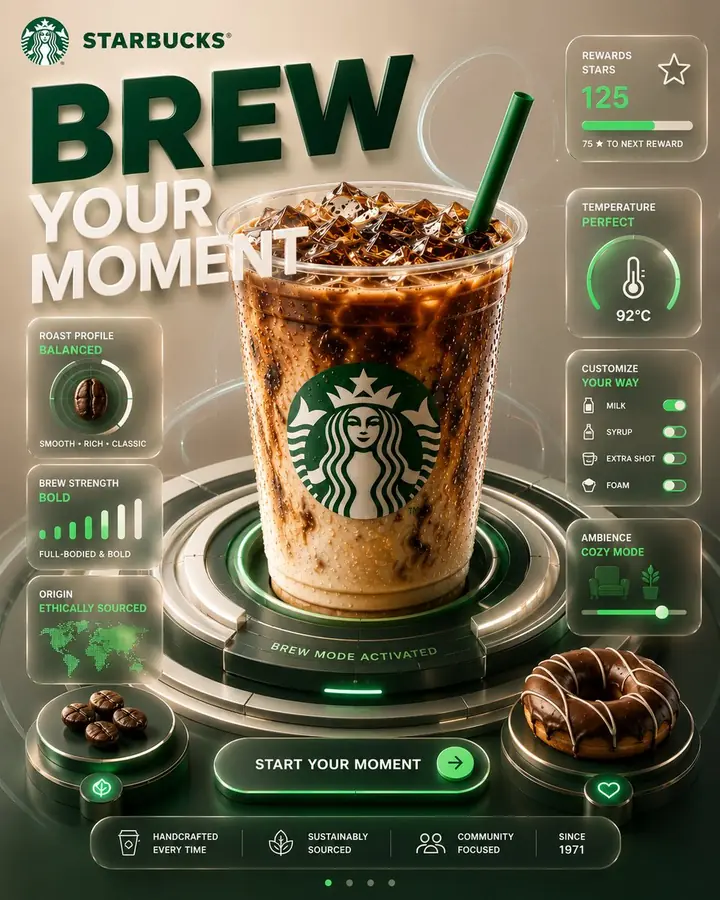 STARBUCKS®
BREW
YOUR
MOMENT
REWARDS
STARS
125
75 ★ TO NEXT REWARD
TEMPERATURE
PERFECT
92°C
ROAST PROFILE
BALANCED
SMOOTH • RICH • CLASSIC
CUSTOMIZE
YOUR WAY
MILK
SYRUP
EXTRA SHOT
FOAM
BREW STRENGTH
BOLD
FULL-BODIED & BOLD
AMBIENCE
COZY MODE
ORIGIN
ETHICALLY SOURCED
BREW MODE ACTIVATED
START YOUR MOMENT
HANDCRAFTED
EVERY TIME
SUSTAINABLY
SOURCED
COMMUNITY
FOCUSED
SINCE
1971